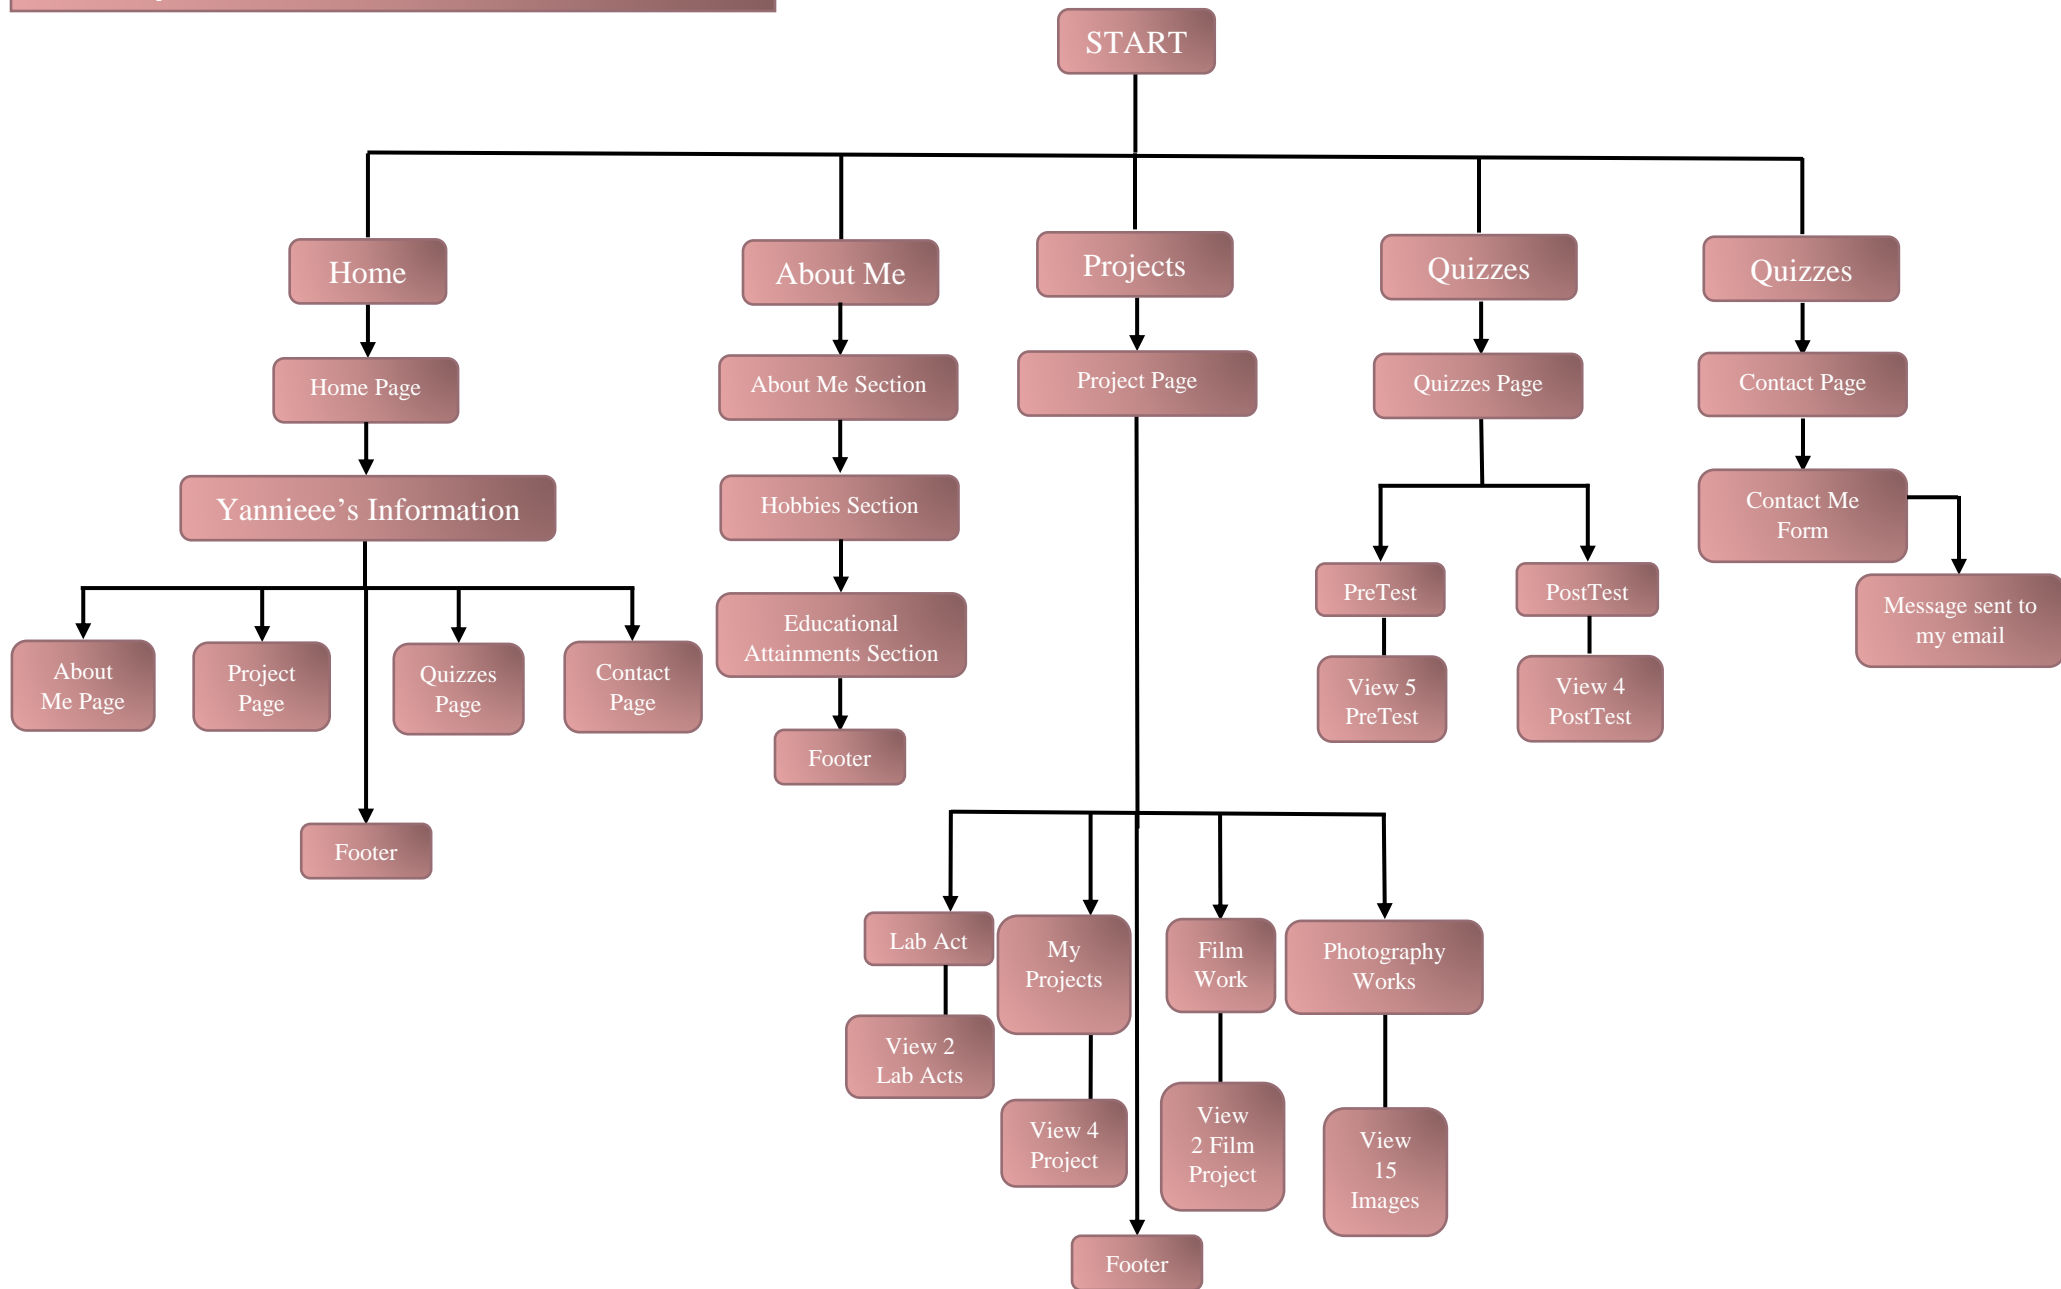 START
Home
About Me
Projects
Quizzes
Quizzes
Home Page
About Me Section
Project Page
Quizzes Page
Contact Page
Yannieee’s Information
Hobbies Section
Contact Me
Form
Educational
Attainments Section
PreTest
PostTest
Message sent to
my email
About
Me Page
Project
Page
Quizzes
Page
Contact
Page
View 5
PreTest
View 4
PostTest
Footer
Footer
Lab Act
My
Projects
Film
Work
Photography
Works
View 2
Lab Acts
View 4
Project
View
2 Film
Project
View
15
Images
Footer